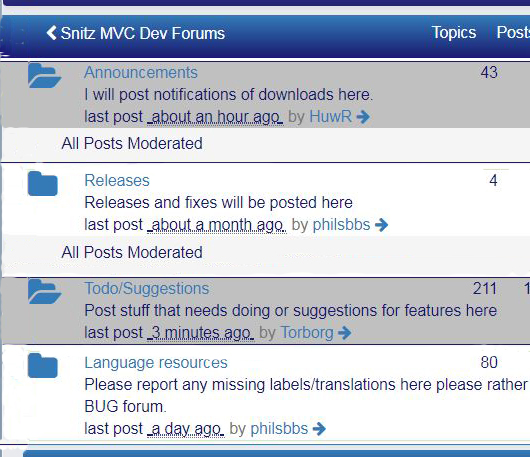 Snitz MVC Dev Forums Topics Posts
Announcements 43
I will post notifications of downloads here.
last post about an hour ago by HuwR
All Posts Moderated
Releases 4
Releases and fixes will be posted here
last post about a month ago by philsbbs
All Posts Moderated
Todo/Suggestions 211 1
Post stuff that needs doing or suggestions for features here
last post 3 minutes ago by Torborg
Language resources 80
Please report any missing labels/translations here please rather
BUG forum.
last post a day ago by philsbbs